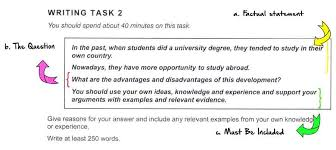 WRITING TASK 2
a. Factual statement
You should spend about 40 minutes on this task.
b. The Question
In the past, when students did a university degree, they tended to study in their
own country.
Nowadays, they have more opportunity to study abroad.
What are the advantages and disadvantages of this development?
You should use your own ideas, knowledge and experience and support your
arguments with examples and relevant evidence.
Give reasons for your answer and include any relevant examples from your own knowledge
or experience.
c. Must Be Included
Write at least 250 words.